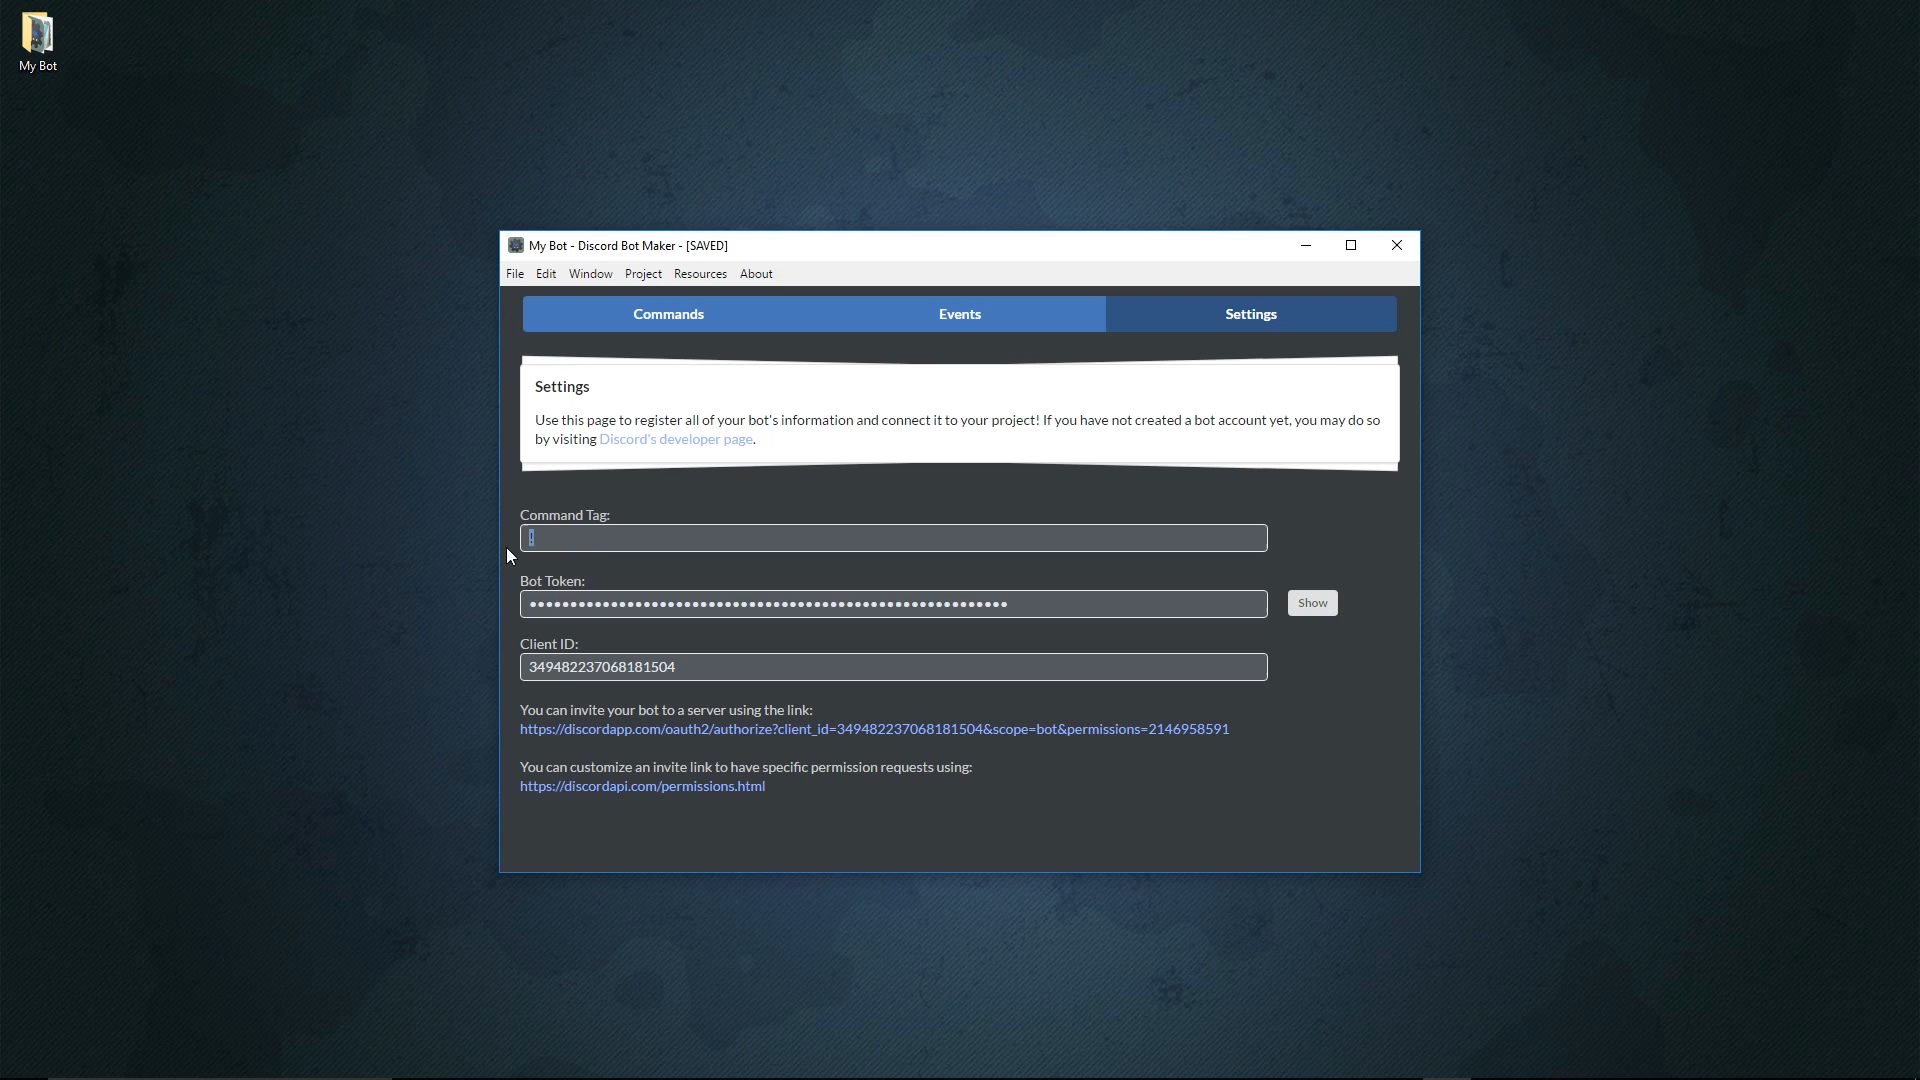 My Bot
My Bot - Discord Bot Maker - [SAVED]
File Edit Window Project Resources About
Commands Events Settings
Settings
Use this page to register all of your bot's information and connect it to your project! If you have not created a bot account yet, you may do so
by visiting Discord's developer page.
Command Tag:
!
Bot Token:
••••••••••••••••••••••••••••••••••••••••••••••••••••••••••• Show
Client ID:
349482237068181504
You can invite your bot to a server using the link:
https://discordapp.com/oauth2/authorize?client_id=349482237068181504&scope=bot&permissions=2146958591
You can customize an invite link to have specific permission requests using:
https://discordapi.com/permissions.html